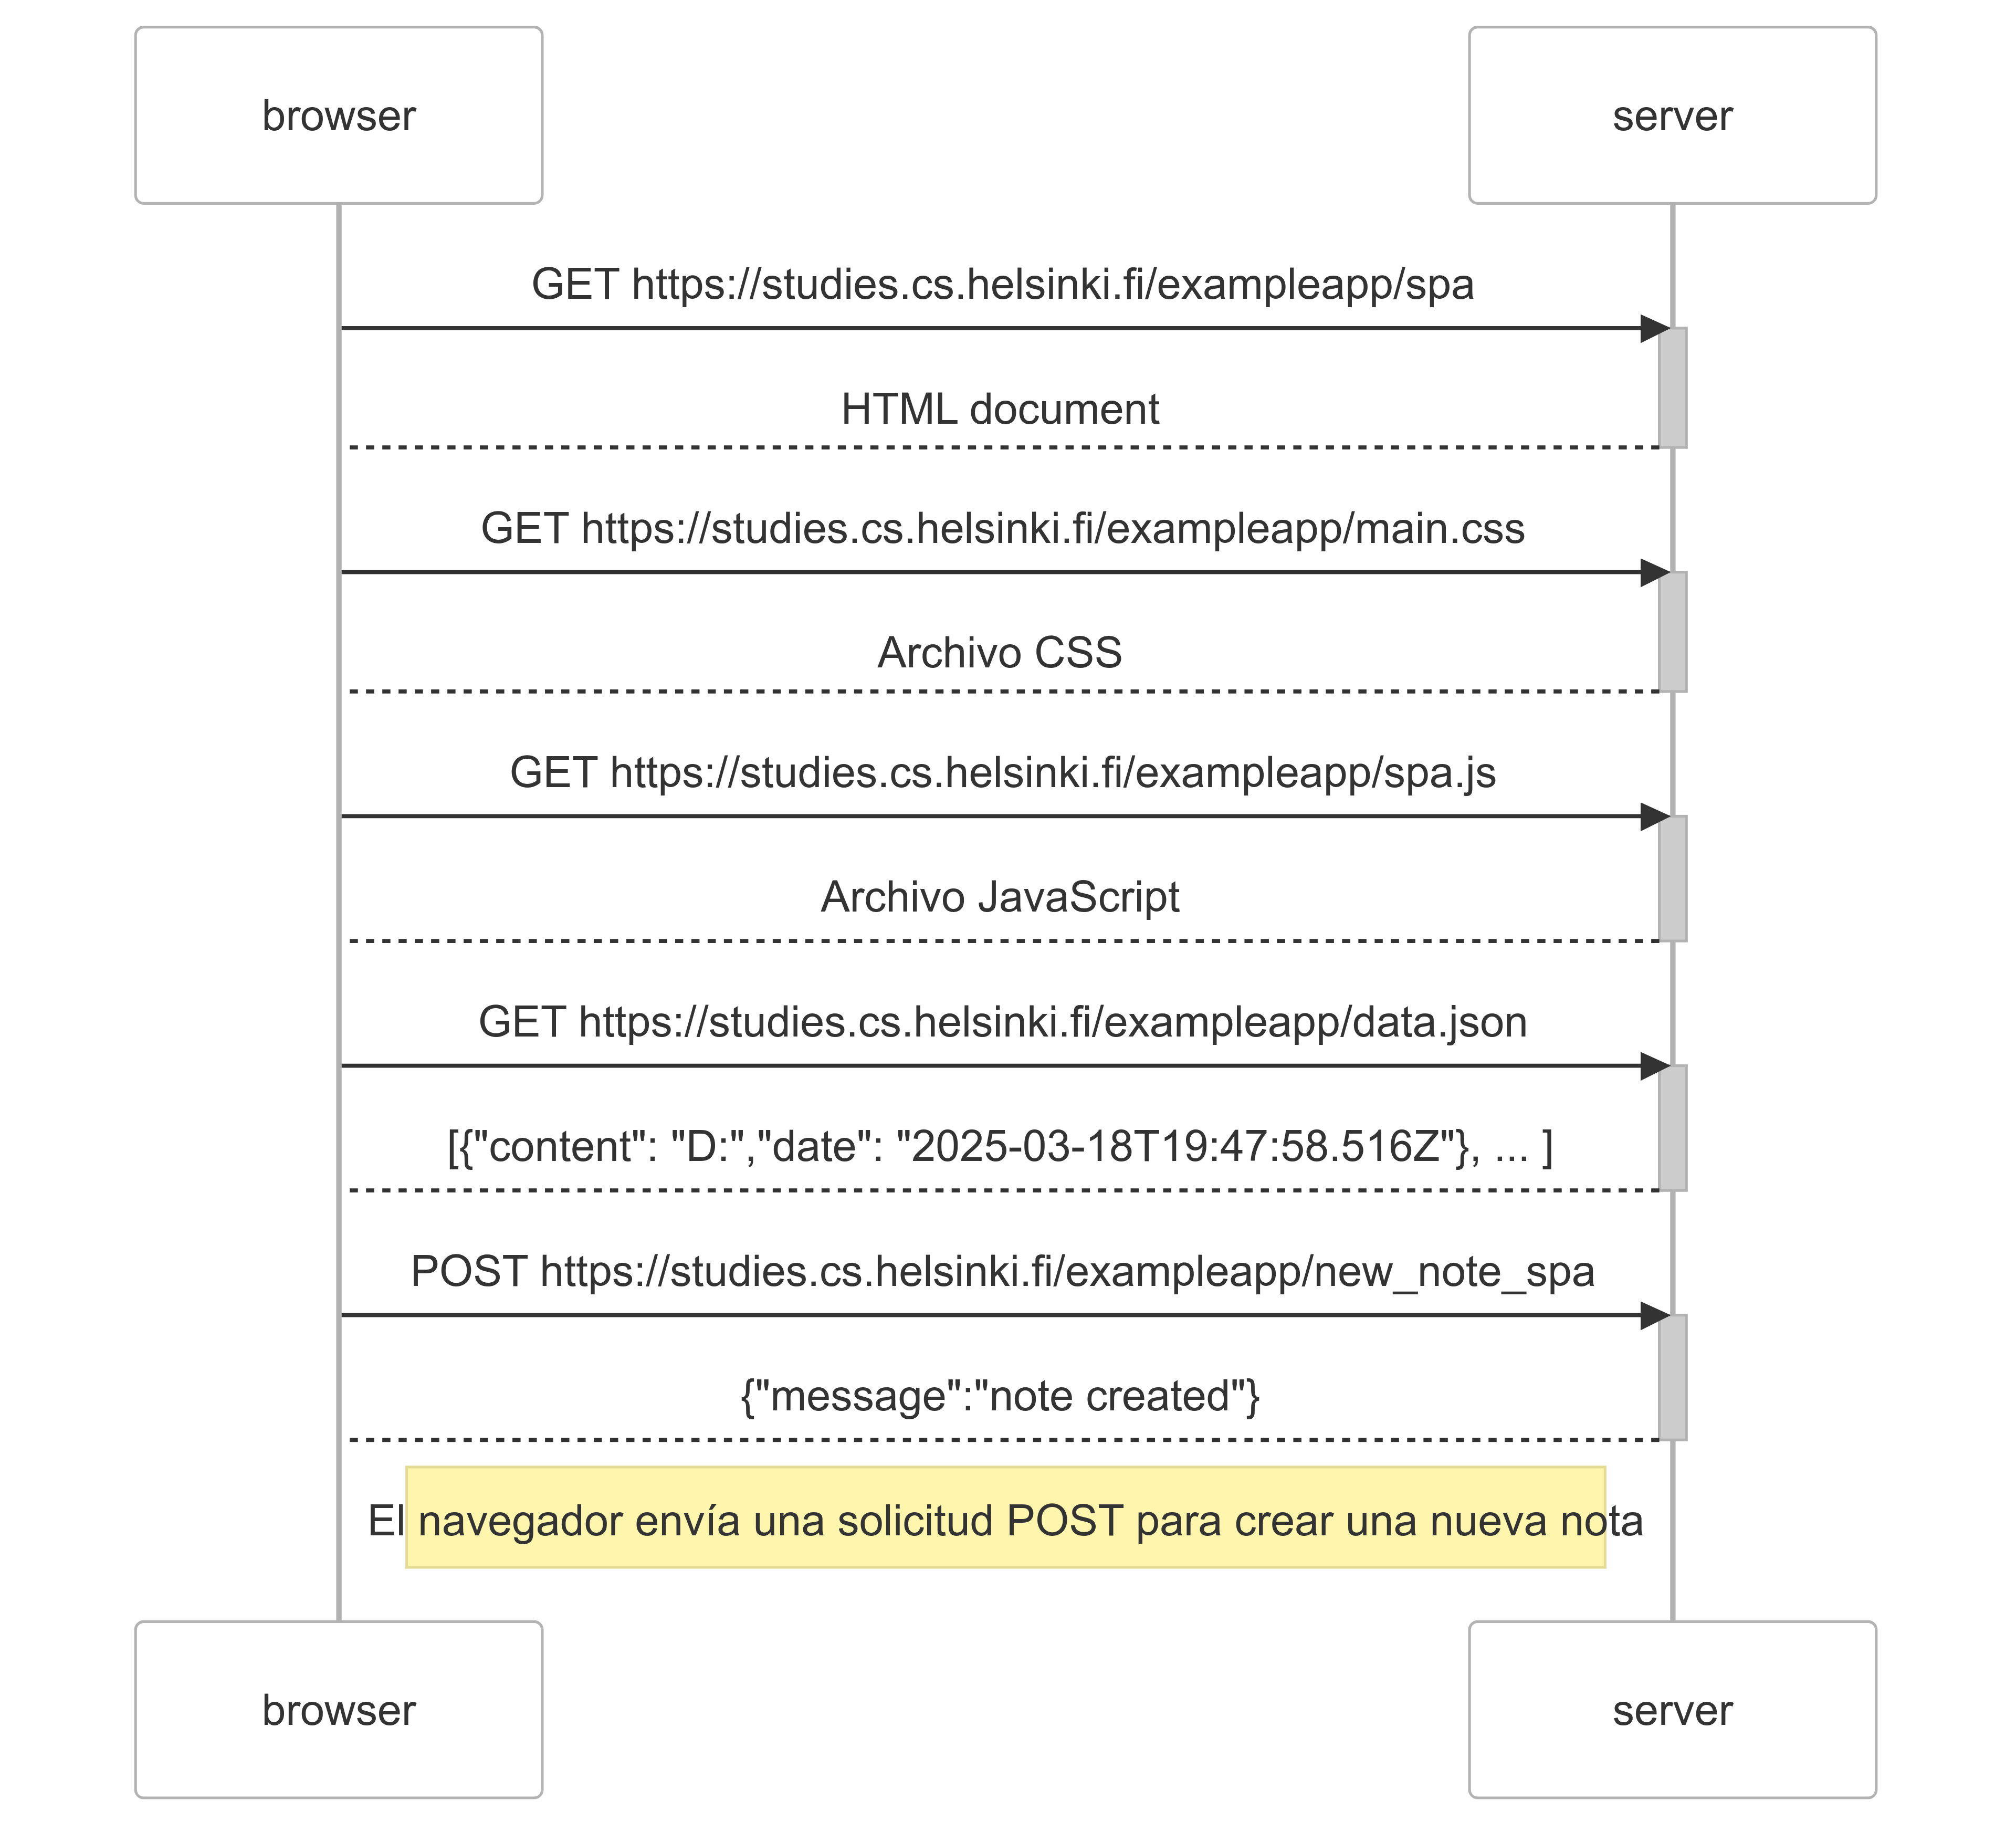 browser
server
GET https://studies.cs.helsinki.fi/exampleapp/spa
HTML document
GET https://studies.cs.helsinki.fi/exampleapp/main.css
Archivo CSS
GET https://studies.cs.helsinki.fi/exampleapp/spa.js
Archivo JavaScript
GET https://studies.cs.helsinki.fi/exampleapp/data.json
[{"content": "D:","date": "2025-03-18T19:47:58.516Z"}, ... ]
POST https://studies.cs.helsinki.fi/exampleapp/new_note_spa
{"message":"note created"}
El navegador envía una solicitud POST para crear una nueva nota
browser
server